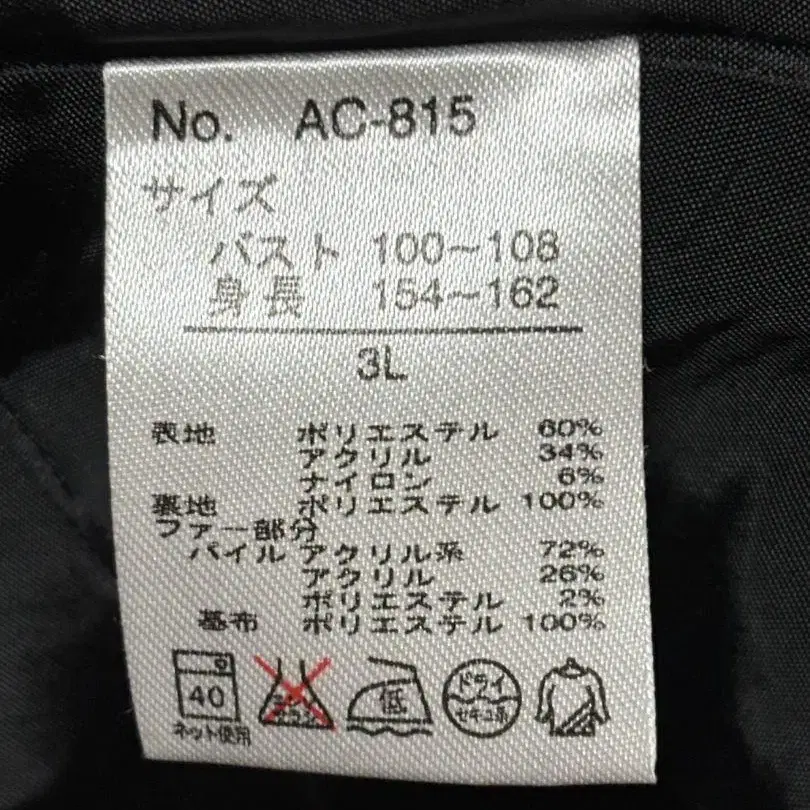 No. AC-815
サイズ
バスト 100~108
身長 154~162
3L
表地 ポリエステル 60%
アクリル 34%
ナイロン 6%
裏地 ポリエステル 100%
ファー部分
パイル アクリル系 72%
アクリル 26%
ポリエステル 2%
基布 ポリエステル 100%
40 低 ドライ
セキユ系
ネット使用